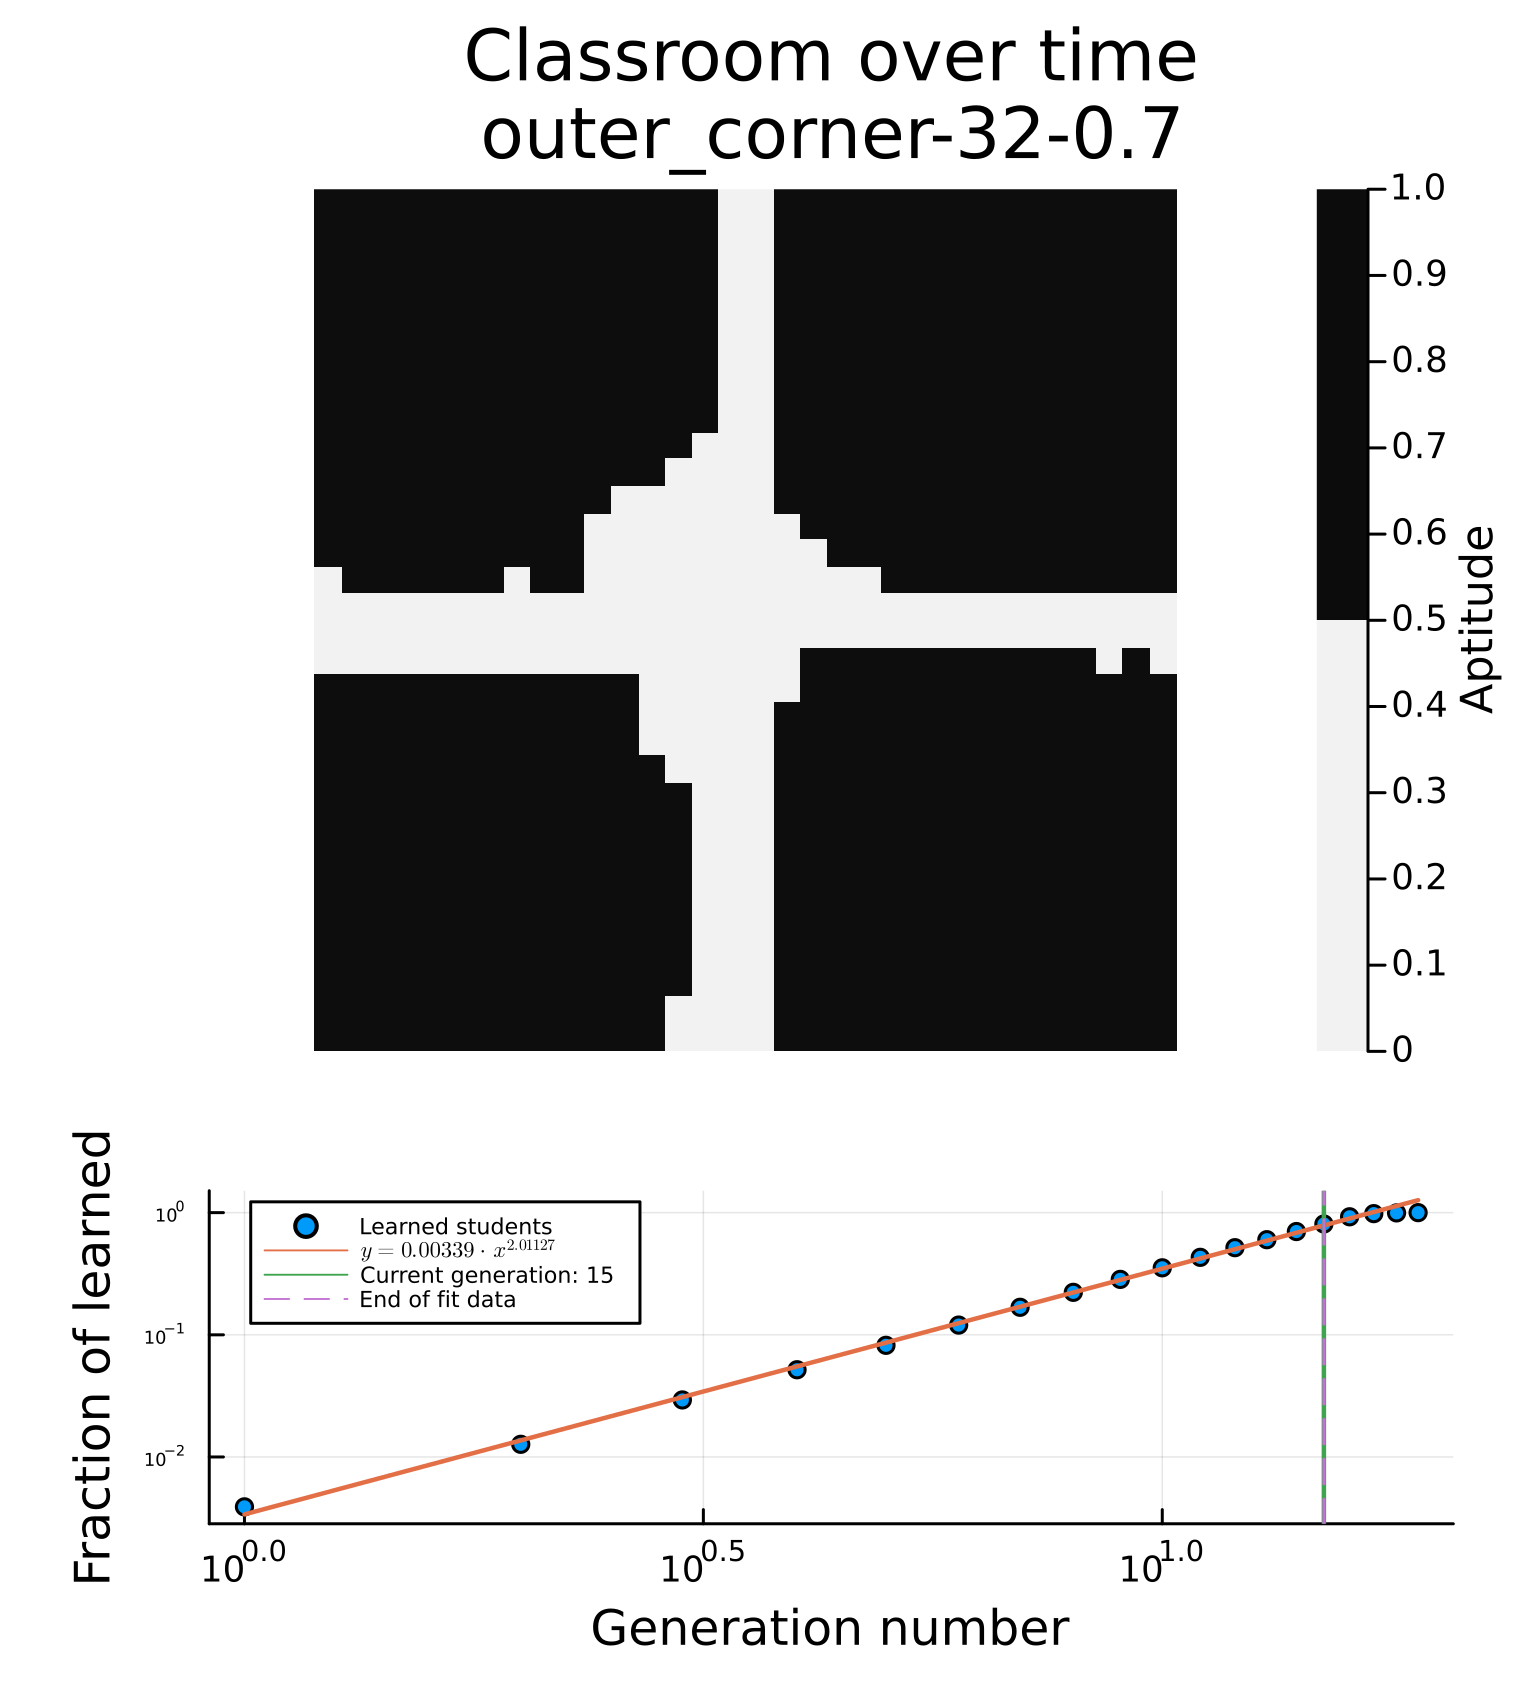 Classroom over time
outer_corner-32-0.7
1.0
0.9
0.8
0.7
0.6
0.5
0.4
0.3
0.2
0.1
0
Aptitude
Fraction of learned
10^0
10^−1
10^−2
Learned students
y = 0.00339 · x^2.01127
Current generation: 15
End of fit data
10^0.0
10^0.5
10^1.0
Generation number